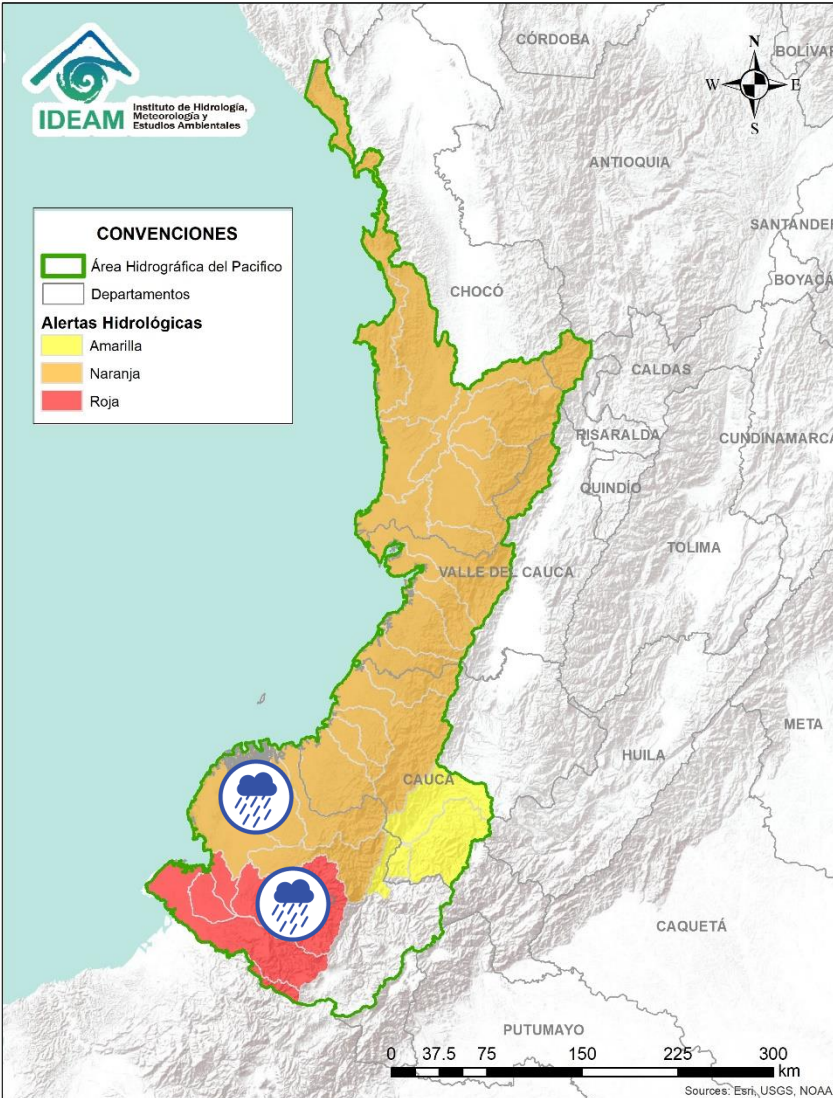 IDEAM
Instituto de Hidrología,
Meteorología y
Estudios Ambientales
CÓRDOBA
BOLÍVAR
N
W
E
S
ANTIOQUIA
SANTANDER
BOYACÁ
CONVENCIONES
Área Hidrográfica del Pacifico
Departamentos
Alertas Hidrológicas
Amarilla
Naranja
Roja
CHOCÓ
CALDAS
RISARALDA
CUNDINAMARCA
QUINDÍO
TOLIMA
VALLE DEL CAUCA
META
HUILA
CAUCA
CAQUETÁ
PUTUMAYO
0 37.5 75 150 225 300
km
Sources: Esri, USGS, NOAA